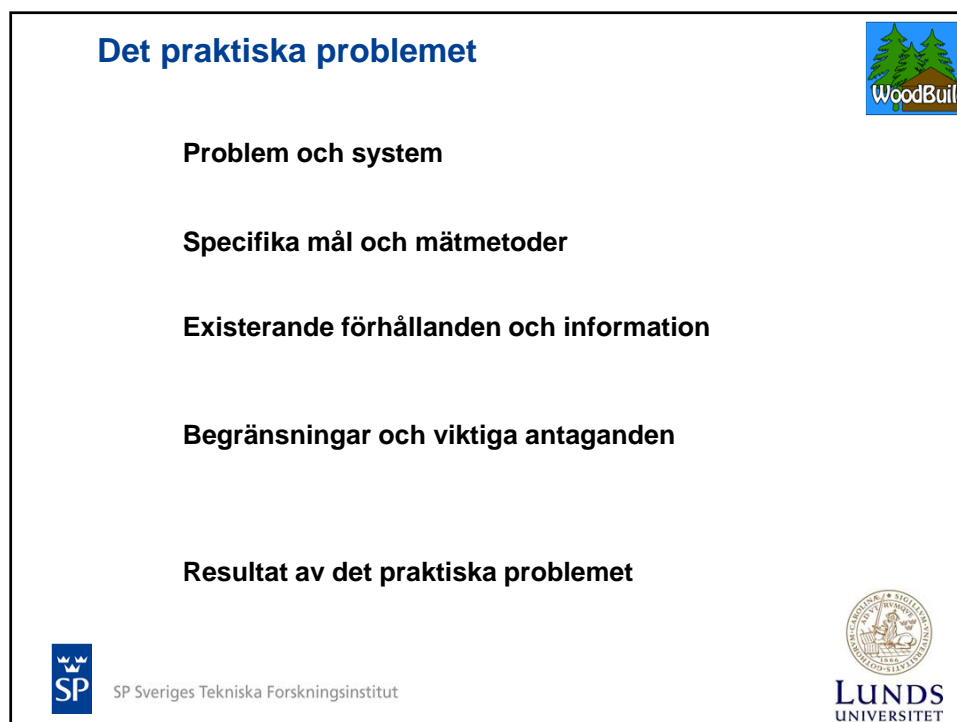 Det praktiska problemet
WoodBuil
Problem och system
Specifika mål och mätmetoder
Existerande förhållanden och information
Begränsningar och viktiga antaganden
Resultat av det praktiska problemet
SP
SP Sveriges Tekniska Forskningsinstitut
LUNDS
UNIVERSITET